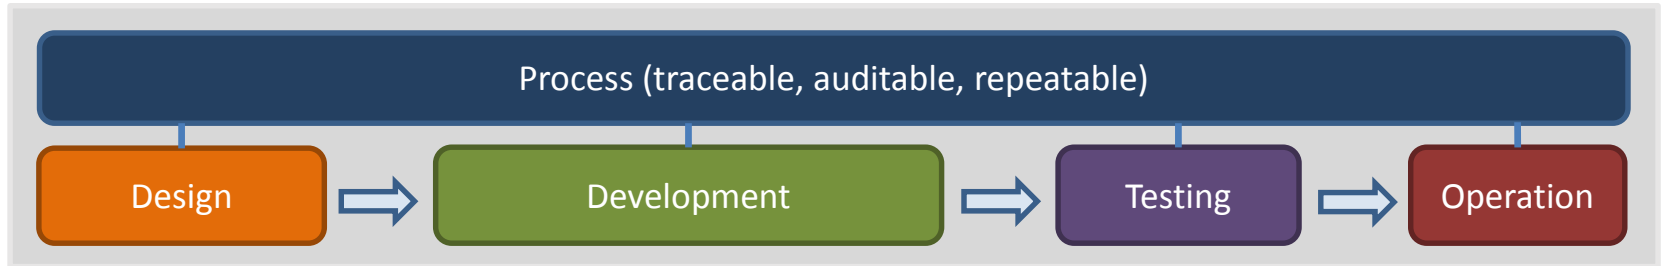 Process (traceable, auditable, repeatable)
Design
Development
Testing
Operation